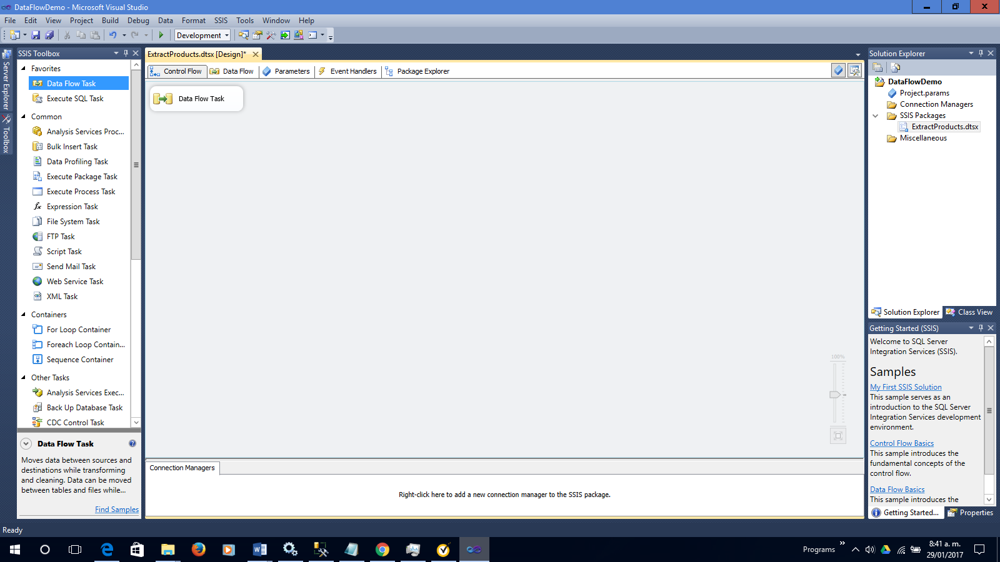 DataFlowDemo - Microsoft Visual Studio
File Edit View Project Build Debug Data Format SSIS Tools Window Help
Development
Server Explorer
Toolbox
SSIS Toolbox
Favorites
Data Flow Task
Execute SQL Task
Common
Analysis Services Proc...
Bulk Insert Task
Data Profiling Task
Execute Package Task
Execute Process Task
Expression Task
File System Task
FTP Task
Script Task
Send Mail Task
Web Service Task
XML Task
Containers
For Loop Container
Foreach Loop Contain...
Sequence Container
Other Tasks
Analysis Services Exec...
Back Up Database Task
CDC Control Task
Data Flow Task
Moves data between sources and
destinations while transforming
and cleaning. Data can be moved
between tables and files while...
Find Samples
ExtractProducts.dtsx [Design]*
Control Flow Data Flow Parameters Event Handlers Package Explorer
Data Flow Task
100%
Connection Managers
Right-click here to add a new connection manager to the SSIS package.
Solution Explorer
DataFlowDemo
Project.params
Connection Managers
SSIS Packages
ExtractProducts.dtsx
Miscellaneous
Solution Explorer Class View
Getting Started (SSIS)
Welcome to SQL Server
Integration Services (SSIS).
Samples
My First SSIS Solution
This sample serves as an
introduction to the SQL Server
Integration Services development
environment.
Control Flow Basics
This sample introduces the
fundamental concepts of the
control flow.
Data Flow Basics
This sample introduces the
Getting Started... Properties
Ready
Programs
8:41 a. m.
29/01/2017